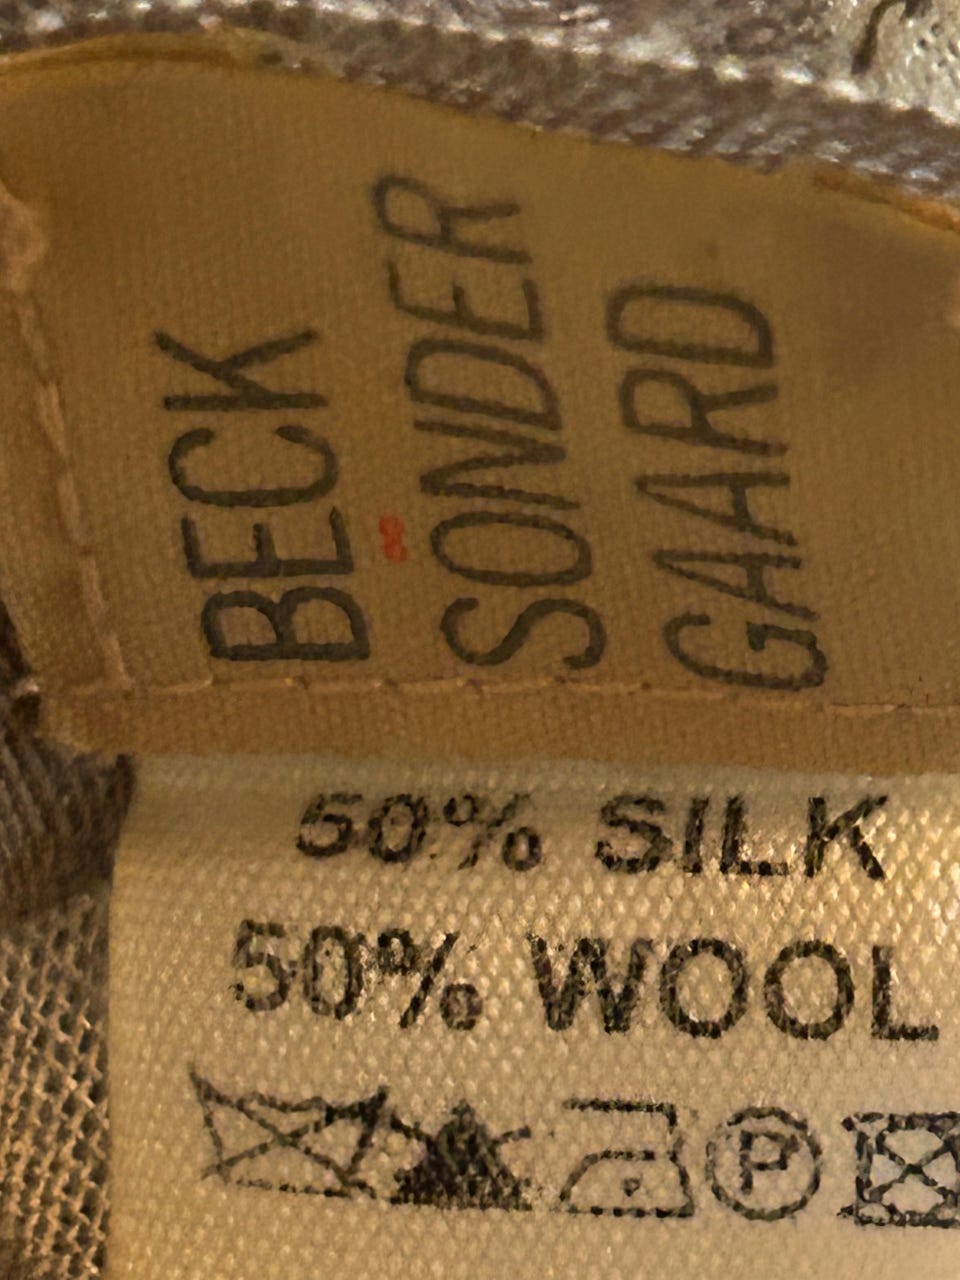 BECK
SONDER
GAARD
50% SILK
50% WOOL
P